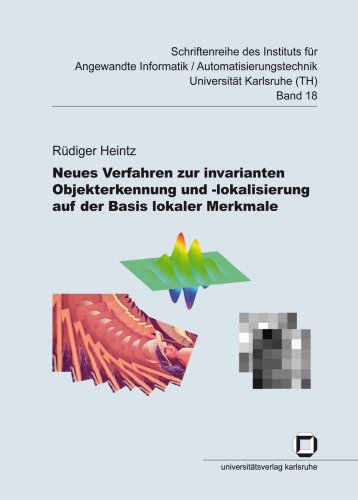 Schriftenreihe des Instituts für
Angewandte Informatik / Automatisierungstechnik
Universität Karlsruhe (TH)
Band 18
Rüdiger Heintz
Neues Verfahren zur invarianten
Objekterkennung und -lokalisierung
auf der Basis lokaler Merkmale
universitätsverlag karlsruhe